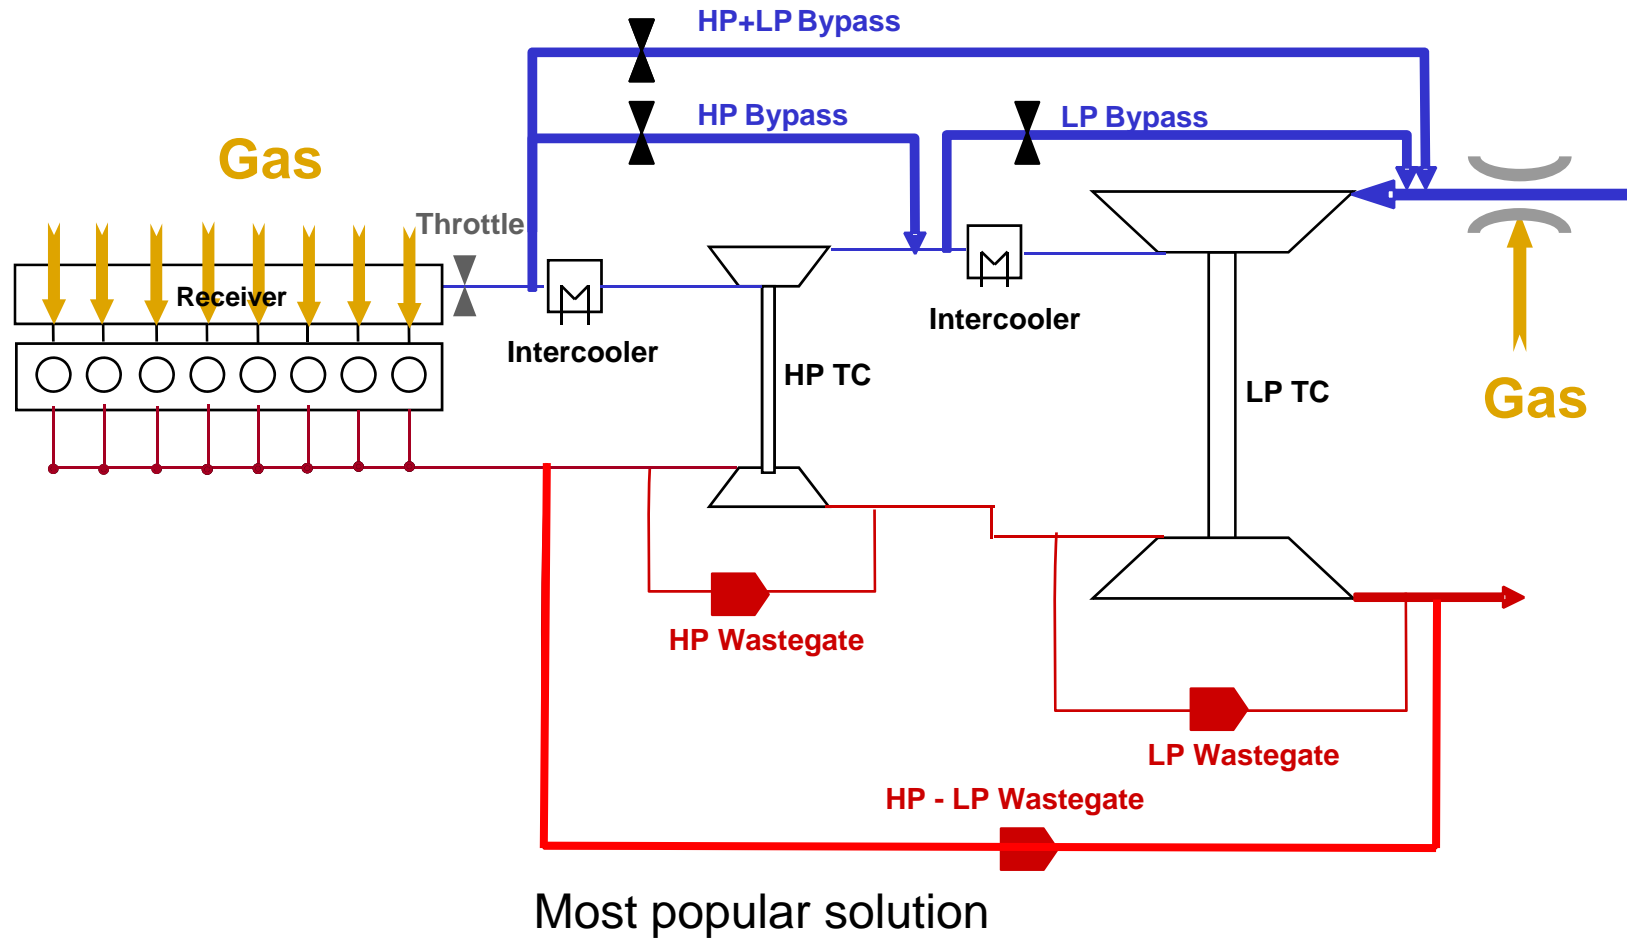 HP+LP Bypass
HP Bypass
LP Bypass
Gas
Throttle
Receiver
Intercooler
Intercooler
HP TC
LP TC
Gas
HP Wastegate
LP Wastegate
HP - LP Wastegate
Most popular solution